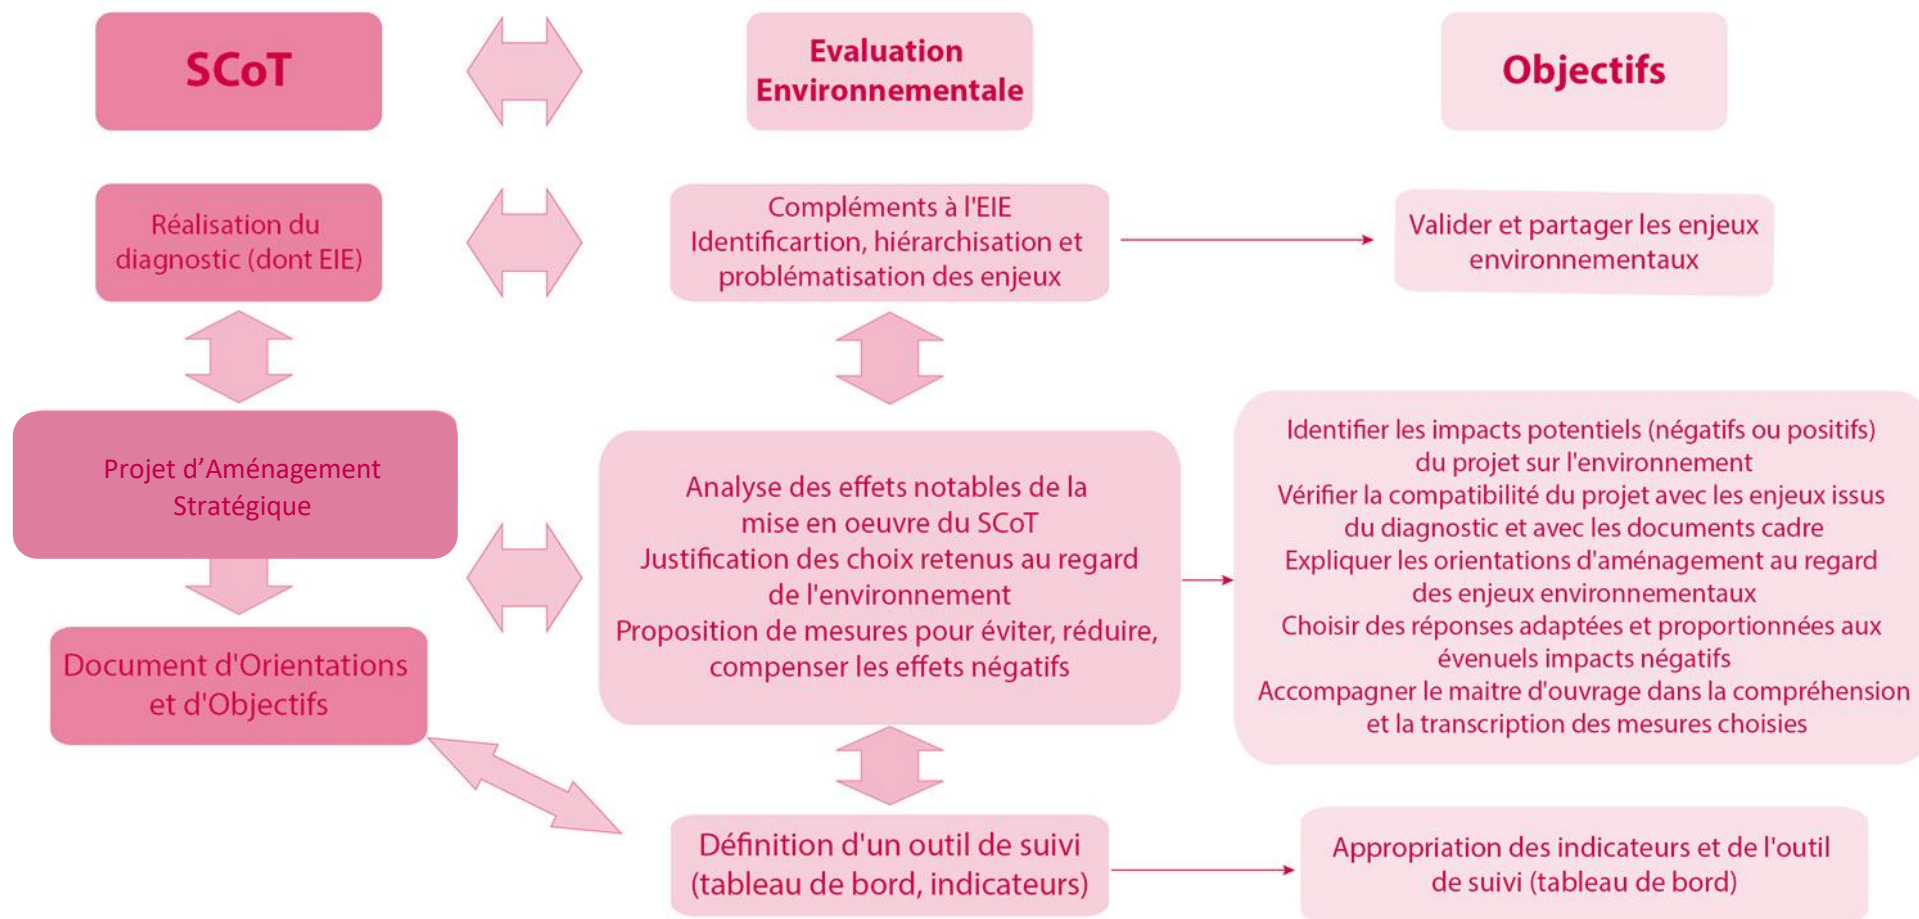 SCoT
Evaluation
Environnementale
Objectifs
Réalisation du
diagnostic (dont EIE)
Compléments à l'EIE
Identificartion, hiérarchisation et
problématisation des enjeux
Valider et partager les enjeux
environnementaux
Projet d’Aménagement
Stratégique
Analyse des effets notables de la
mise en oeuvre du SCoT
Justification des choix retenus au regard
de l'environnement
Proposition de mesures pour éviter, réduire,
compenser les effets négatifs
Identifier les impacts potentiels (négatifs ou positifs)
du projet sur l'environnement
Vérifier la compatibilité du projet avec les enjeux issus
du diagnostic et avec les documents cadre
Expliquer les orientations d'aménagement au regard
des enjeux environnementaux
Choisir des réponses adaptées et proportionnées aux
évenuels impacts négatifs
Accompagner le maitre d'ouvrage dans la compréhension
et la transcription des mesures choisies
Document d'Orientations
et d'Objectifs
Définition d'un outil de suivi
(tableau de bord, indicateurs)
Appropriation des indicateurs et de l'outil
de suivi (tableau de bord)